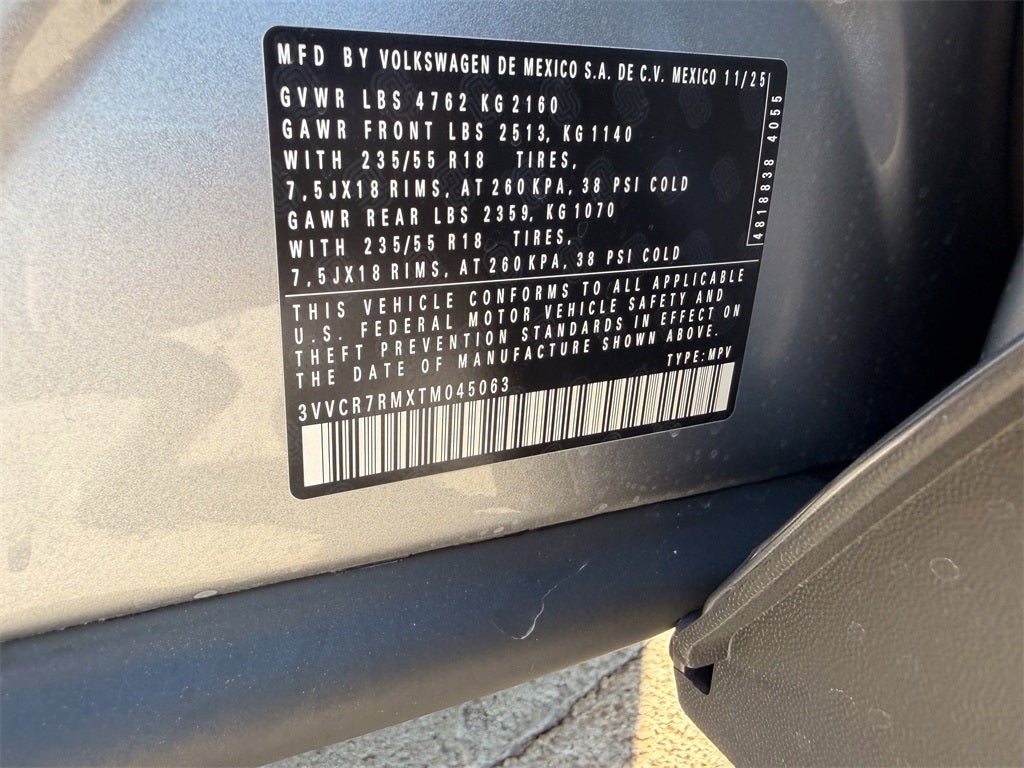 MFD BY VOLKSWAGEN DE MEXICO S.A. DE C.V. MEXICO 11/25
GVWR LBS 4762 KG 2160
GAWR FRONT LBS 2513, KG 1140
WITH 235/55 R18 TIRES,
7,5JX18 RIMS, AT 260 KPA, 38 PSI COLD
GAWR REAR LBS 2359, KG 1070
WITH 235/55 R18 TIRES,
7,5JX18 RIMS, AT 260 KPA, 38 PSI COLD
4818838 4055
THIS VEHICLE CONFORMS TO ALL APPLICABLE
U.S. FEDERAL MOTOR VEHICLE SAFETY AND
THEFT PREVENTION STANDARDS IN EFFECT ON
THE DATE OF MANUFACTURE SHOWN ABOVE.
TYPE: MPV
3VVCR7RMXTM045063